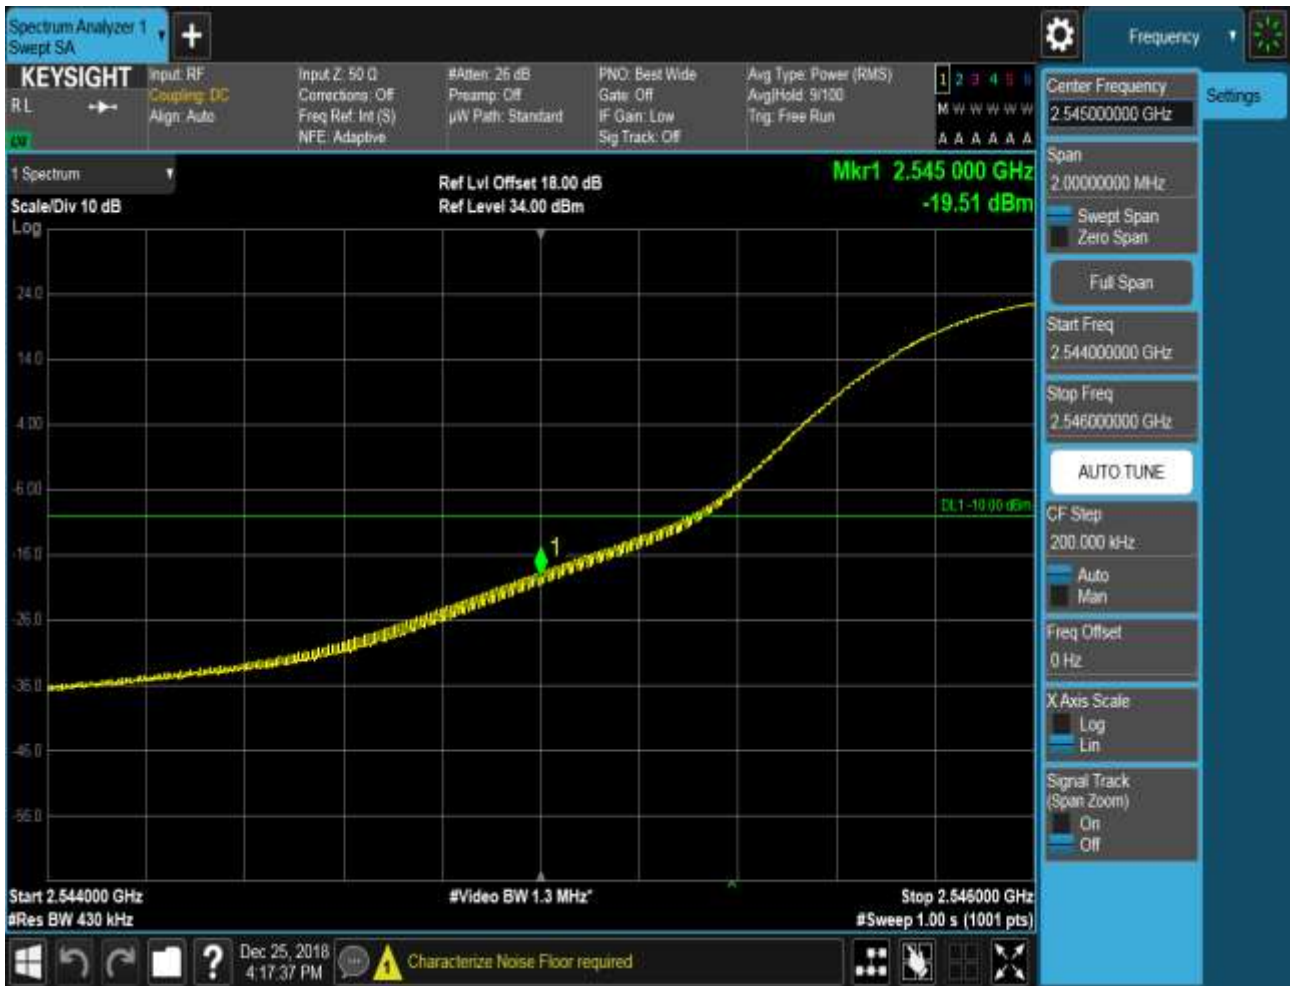 Spectrum Analyzer 1
Swept SA
Frequency
KEYSIGHT
RL
Input: RF
Coupling: DC
Align: Auto
Input Z: 50 Ω
Corrections: Off
Freq Ref: Int (S)
NFE: Adaptive
#Atten: 26 dB
Preamp: Off
µW Path: Standard
PNO: Best Wide
Gate: Off
IF Gain: Low
Sig Track: Off
Avg Type: Power (RMS)
Avg|Hold: 9/100
Trig: Free Run
1 2 3 4 5 6
M W W W W W
A A A A A A
Center Frequency
2.545000000 GHz
Settings
Span
2.00000000 MHz
Swept Span
Zero Span
Full Span
Start Freq
2.544000000 GHz
Stop Freq
2.546000000 GHz
AUTO TUNE
CF Step
200.000 kHz
Auto
Man
Freq Offset
0 Hz
X Axis Scale
Log
Lin
Signal Track
(Span Zoom)
On
Off
1 Spectrum
Scale/Div 10 dB
Log
Ref Lvl Offset 18.00 dB
Ref Level 34.00 dBm
Mkr1 2.545 000 GHz
-19.51 dBm
24.0
14.0
4.00
-6.00
DL1 -10.00 dBm
-16.0
1
-26.0
-36.0
-46.0
-56.0
Start 2.544000 GHz
#Video BW 1.3 MHz*
Stop 2.546000 GHz
#Res BW 430 kHz
#Sweep 1.00 s (1001 pts)
?
Dec 25, 2018
4:17:37 PM
1
Characterize Noise Floor required